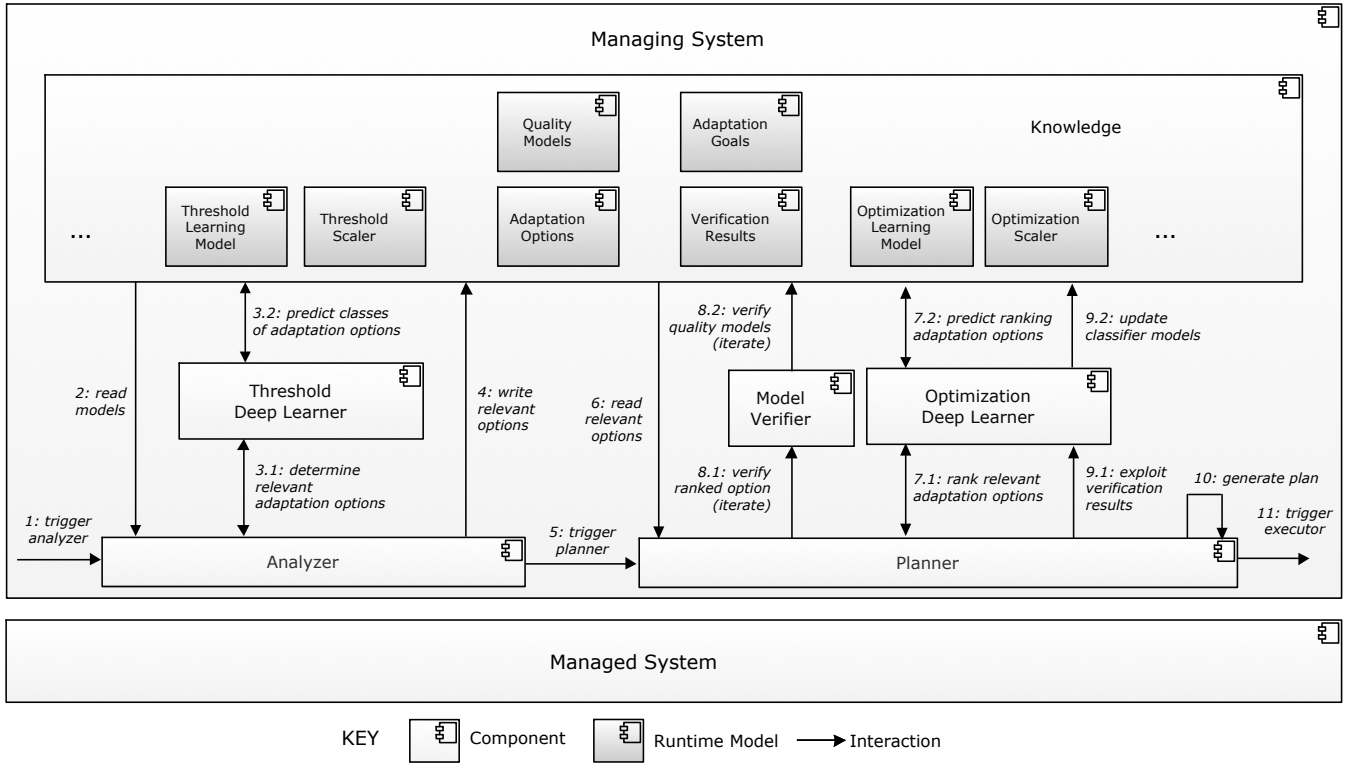 Managing System
Knowledge
Quality
Models
Adaptation
Goals
Threshold
Learning
Model
Threshold
Scaler
Adaptation
Options
Verification
Results
Optimization
Learning
Model
Optimization
Scaler
...
...
2: read
models
3.2: predict classes
of adaptation options
Threshold
Deep Learner
3.1: determine
relevant
adaptation options
4: write
relevant
options
6: read
relevant
options
8.2: verify
quality models
(iterate)
Model
Verifier
8.1: verify
ranked option
(iterate)
7.2: predict ranking
adaptation options
9.2: update
classifier models
Optimization
Deep Learner
7.1: rank relevant
adaptation options
9.1: exploit
verification
results
10: generate plan
1: trigger
analyzer
Analyzer
5: trigger
planner
Planner
11: trigger
executor
Managed System
KEY
Component
Runtime Model
Interaction